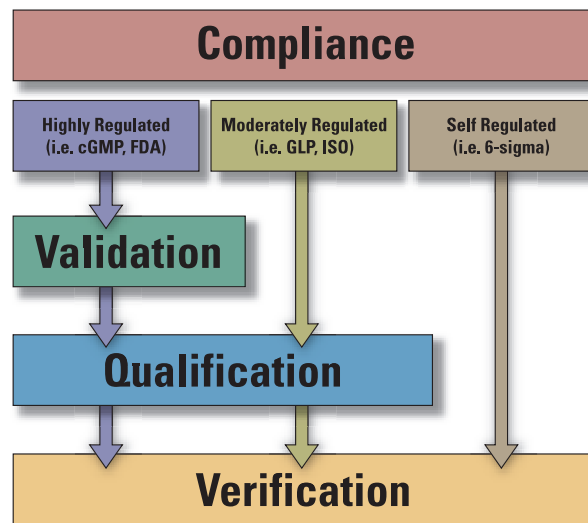 Compliance
Highly Regulated
(i.e. cGMP, FDA)
Moderately Regulated
(i.e. GLP, ISO)
Self Regulated
(i.e. 6-sigma)
Validation
Qualification
Verification